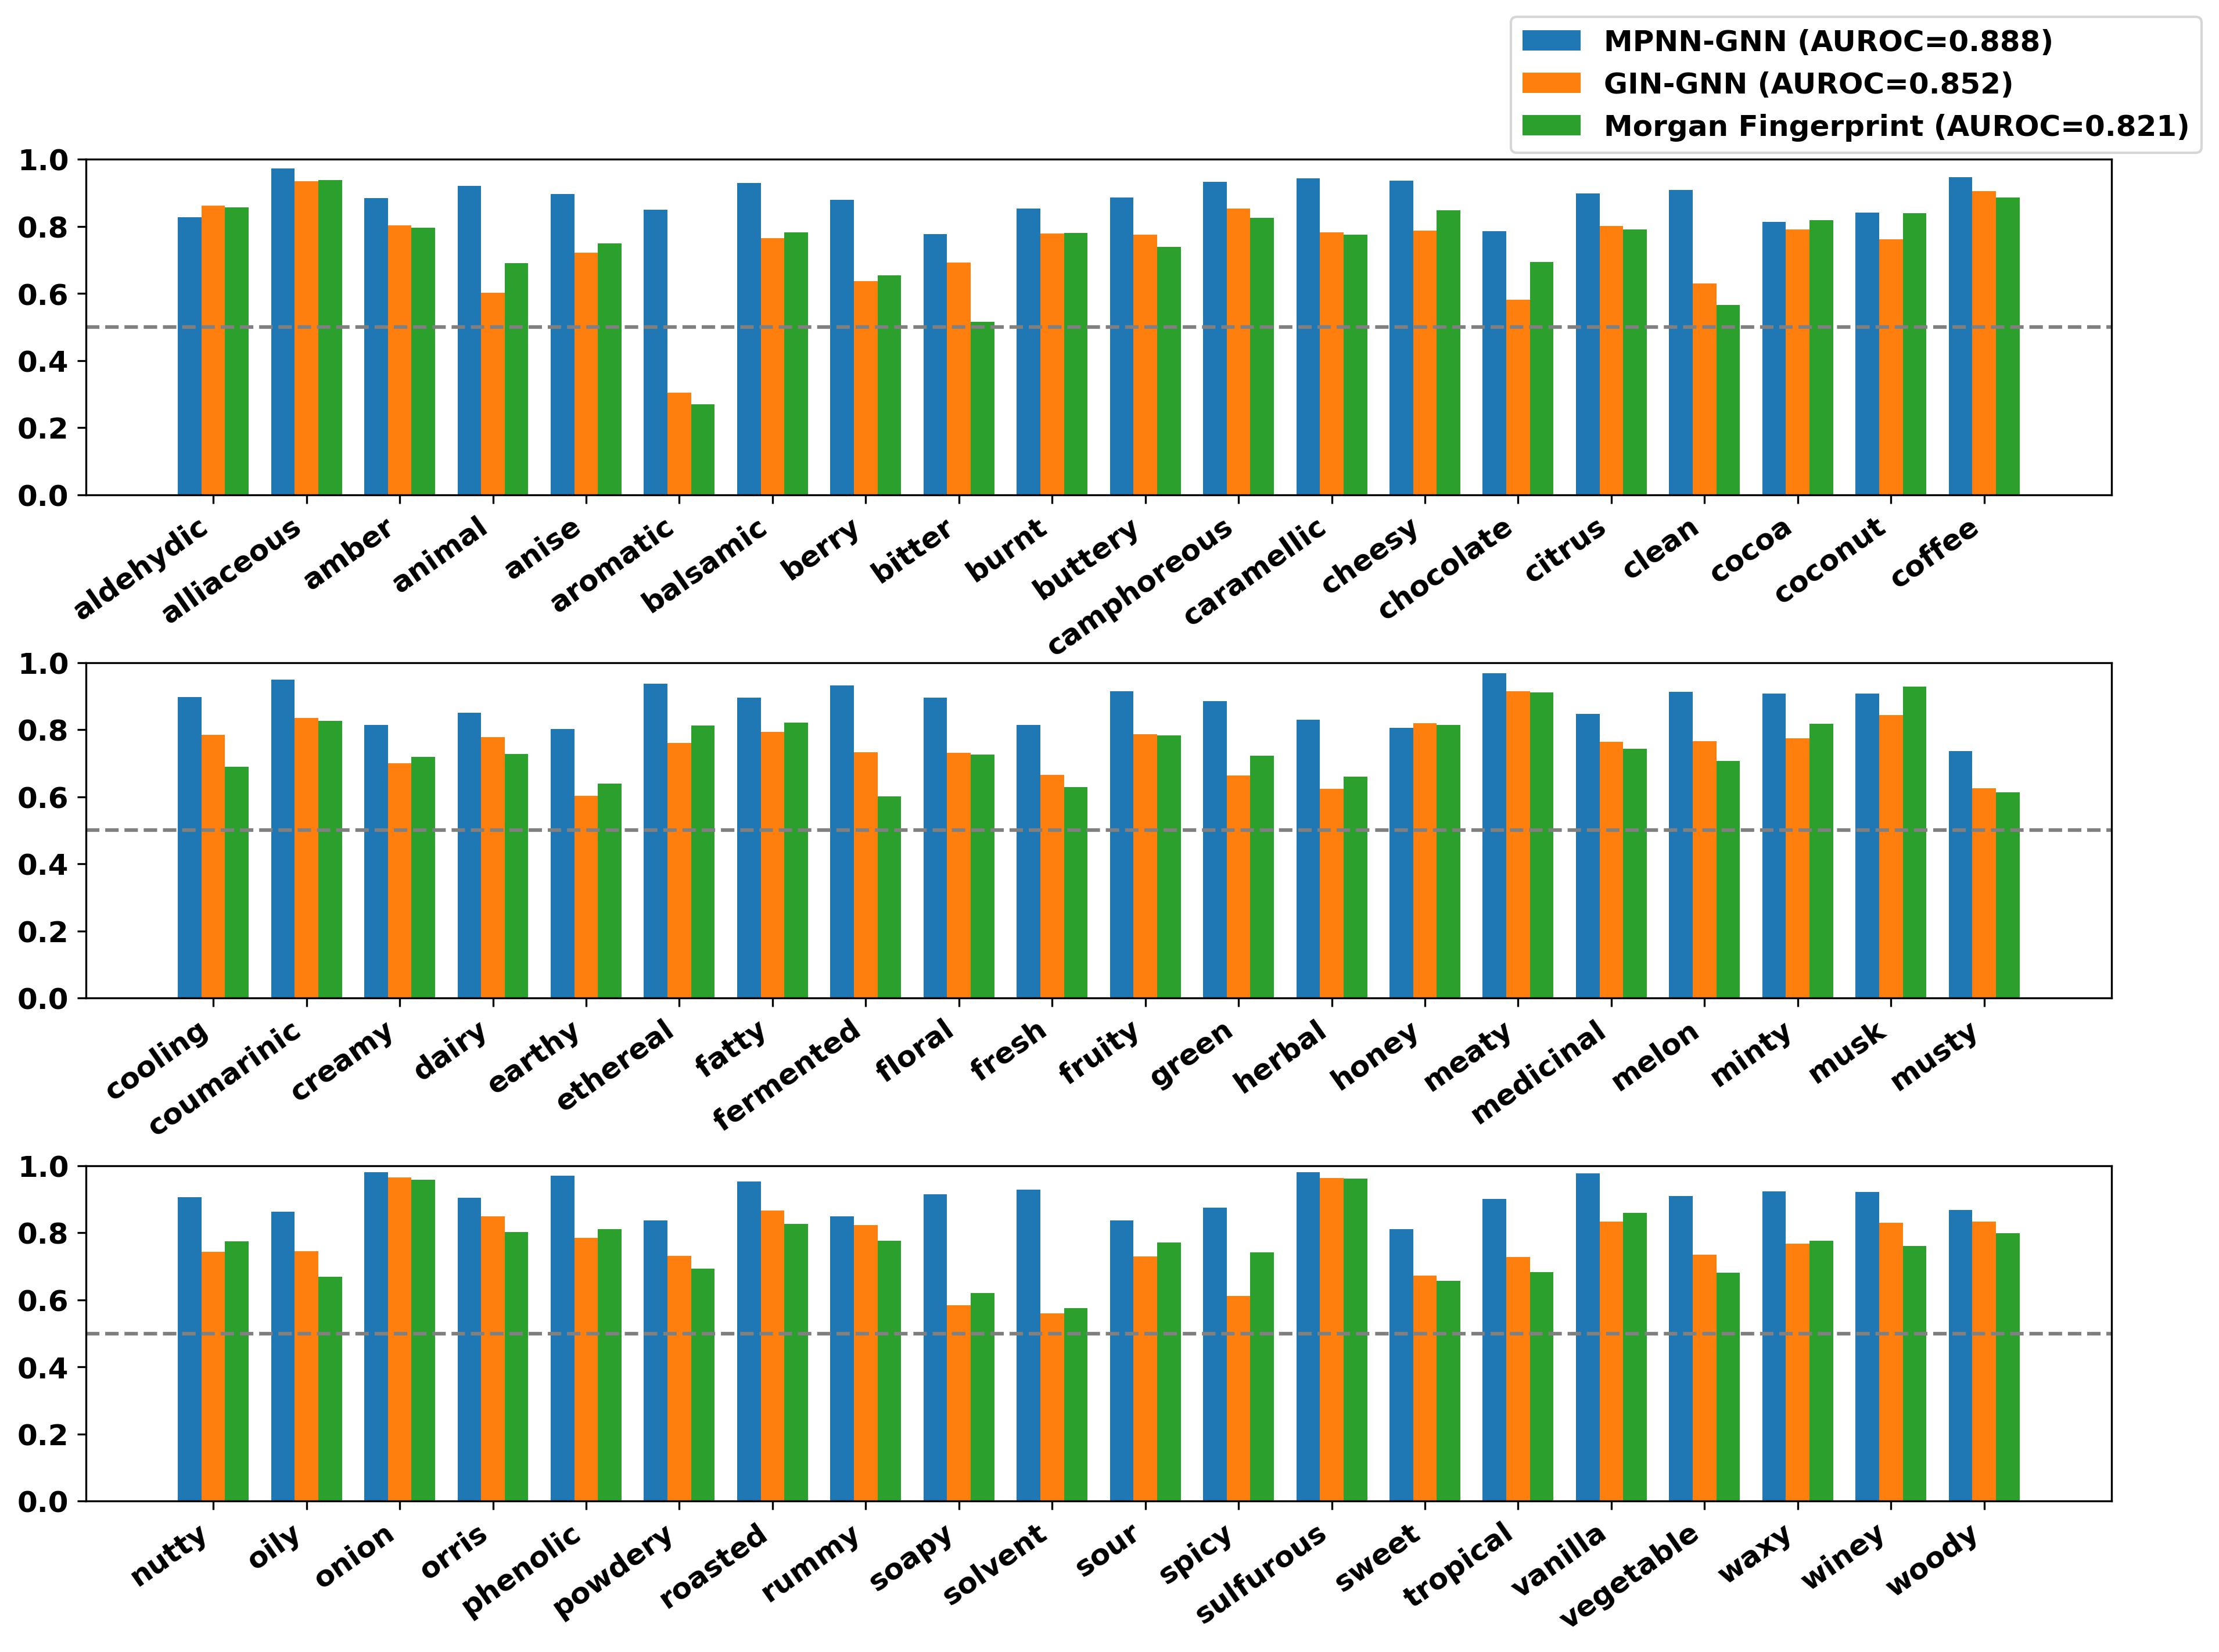 MPNN-GNN (AUROC=0.888)
GIN-GNN (AUROC=0.852)
Morgan Fingerprint (AUROC=0.821)
1.0
0.8
0.6
0.4
0.2
0.0
aldehydic
alliaceous
amber
animal
anise
aromatic
balsamic
berry
bitter
burnt
buttery
camphoreous
caramellic
cheesy
chocolate
citrus
clean
cocoa
coconut
coffee
1.0
0.8
0.6
0.4
0.2
0.0
cooling
coumarinic
creamy
dairy
earthy
ethereal
fatty
fermented
floral
fresh
fruity
green
herbal
honey
meaty
medicinal
melon
minty
musk
musty
1.0
0.8
0.6
0.4
0.2
0.0
nutty
oily
onion
orris
phenolic
powdery
roasted
rummy
soapy
solvent
sour
spicy
sulfurous
sweet
tropical
vanilla
vegetable
waxy
winey
woody